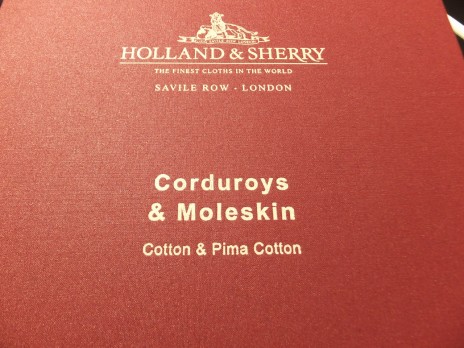 HOLLAND & SHERRY
THE FINEST CLOTHS IN THE WORLD
SAVILE ROW - LONDON
Corduroys
& Moleskin
Cotton & Pima Cotton